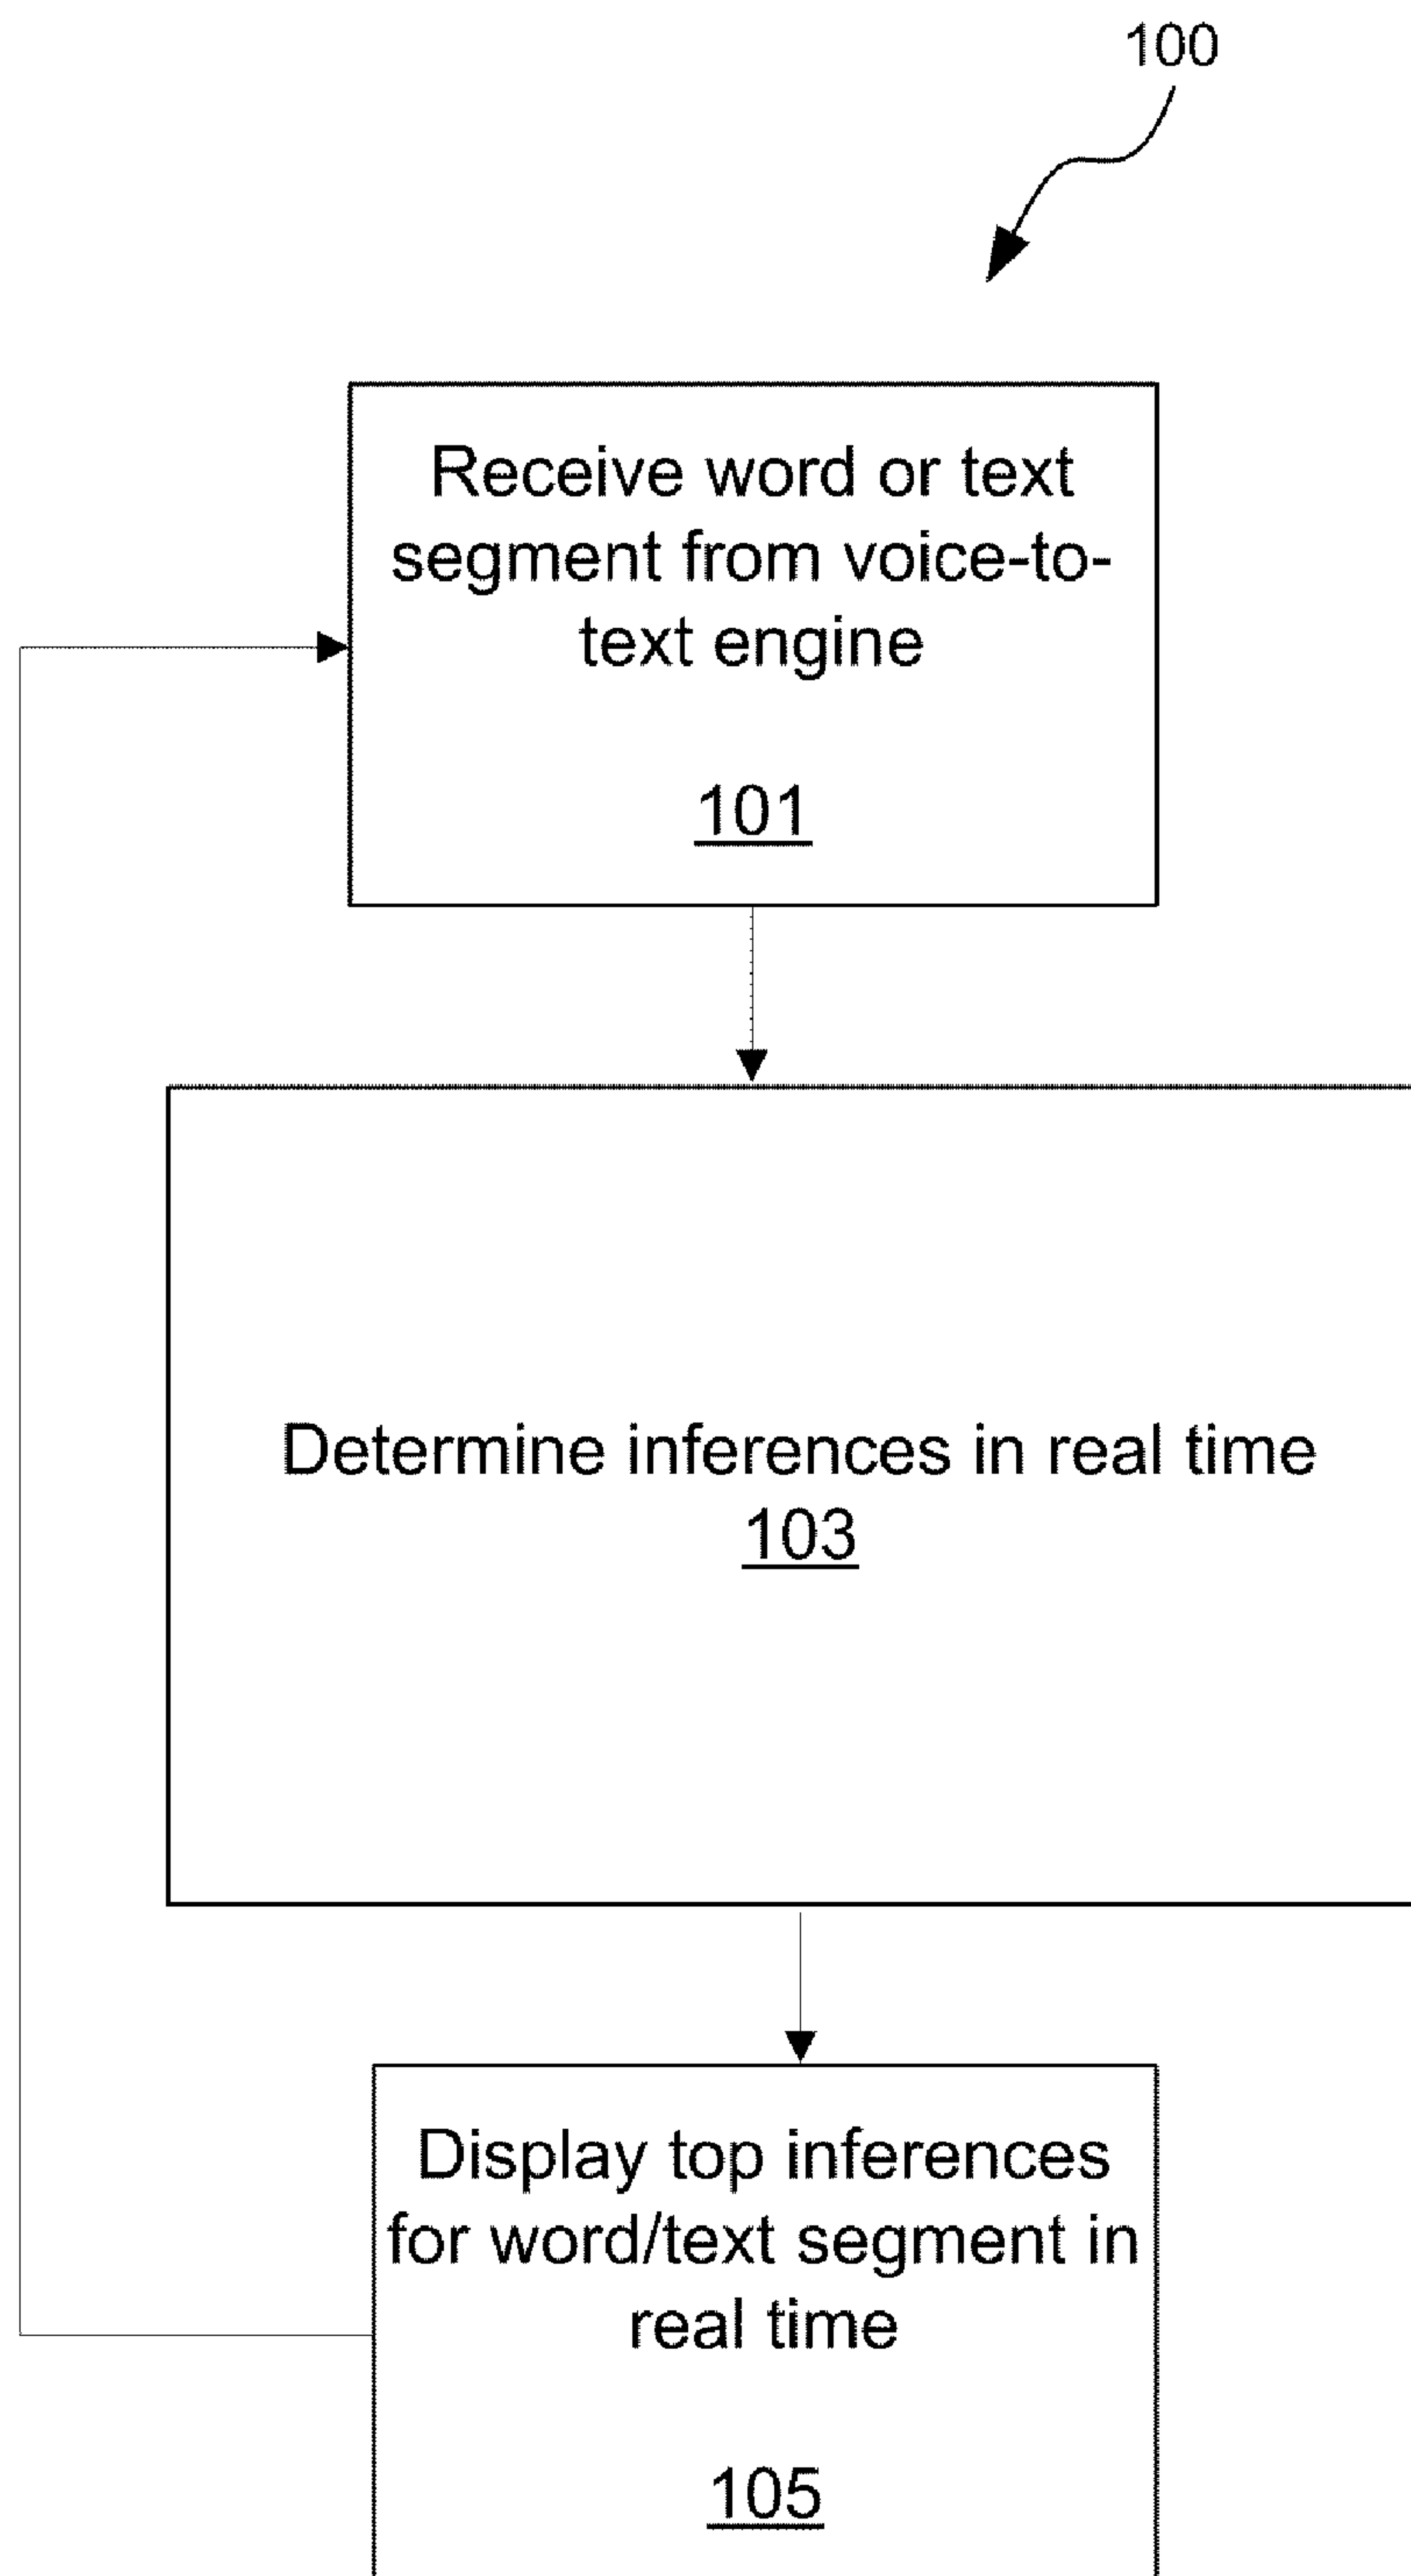 100
Receive word or text
segment from voice-to-
text engine
101
Determine inferences in real time
103
Display top inferences
for word/text segment in
real time
105